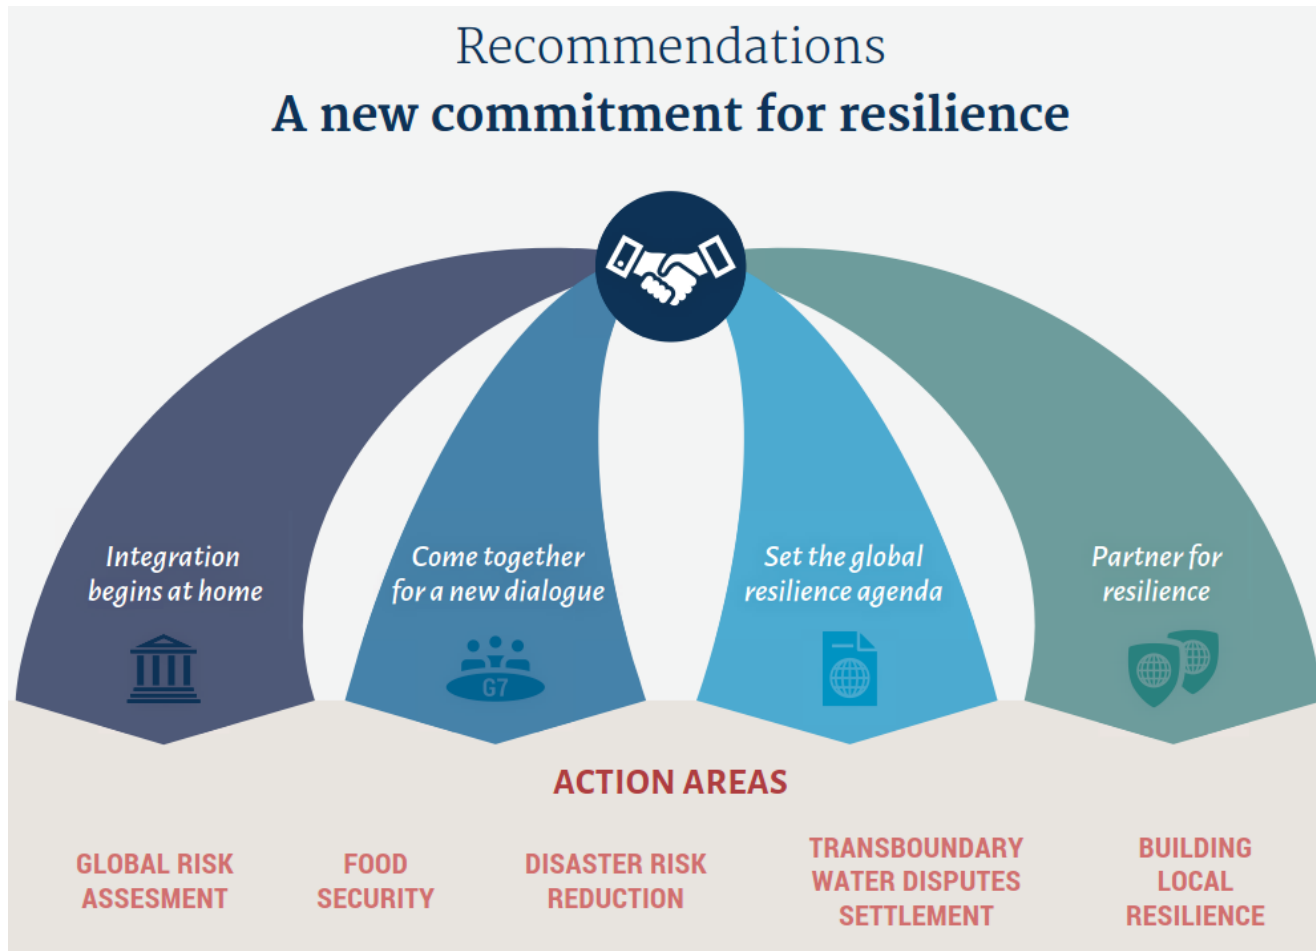 Recommendations
A new commitment for resilience
Integration
begins at home
Come together
for a new dialogue
G7
Set the global
resilience agenda
Partner for
resilience
ACTION AREAS
GLOBAL RISK
ASSESMENT
FOOD
SECURITY
DISASTER RISK
REDUCTION
TRANSBOUNDARY
WATER DISPUTES
SETTLEMENT
BUILDING
LOCAL
RESILIENCE